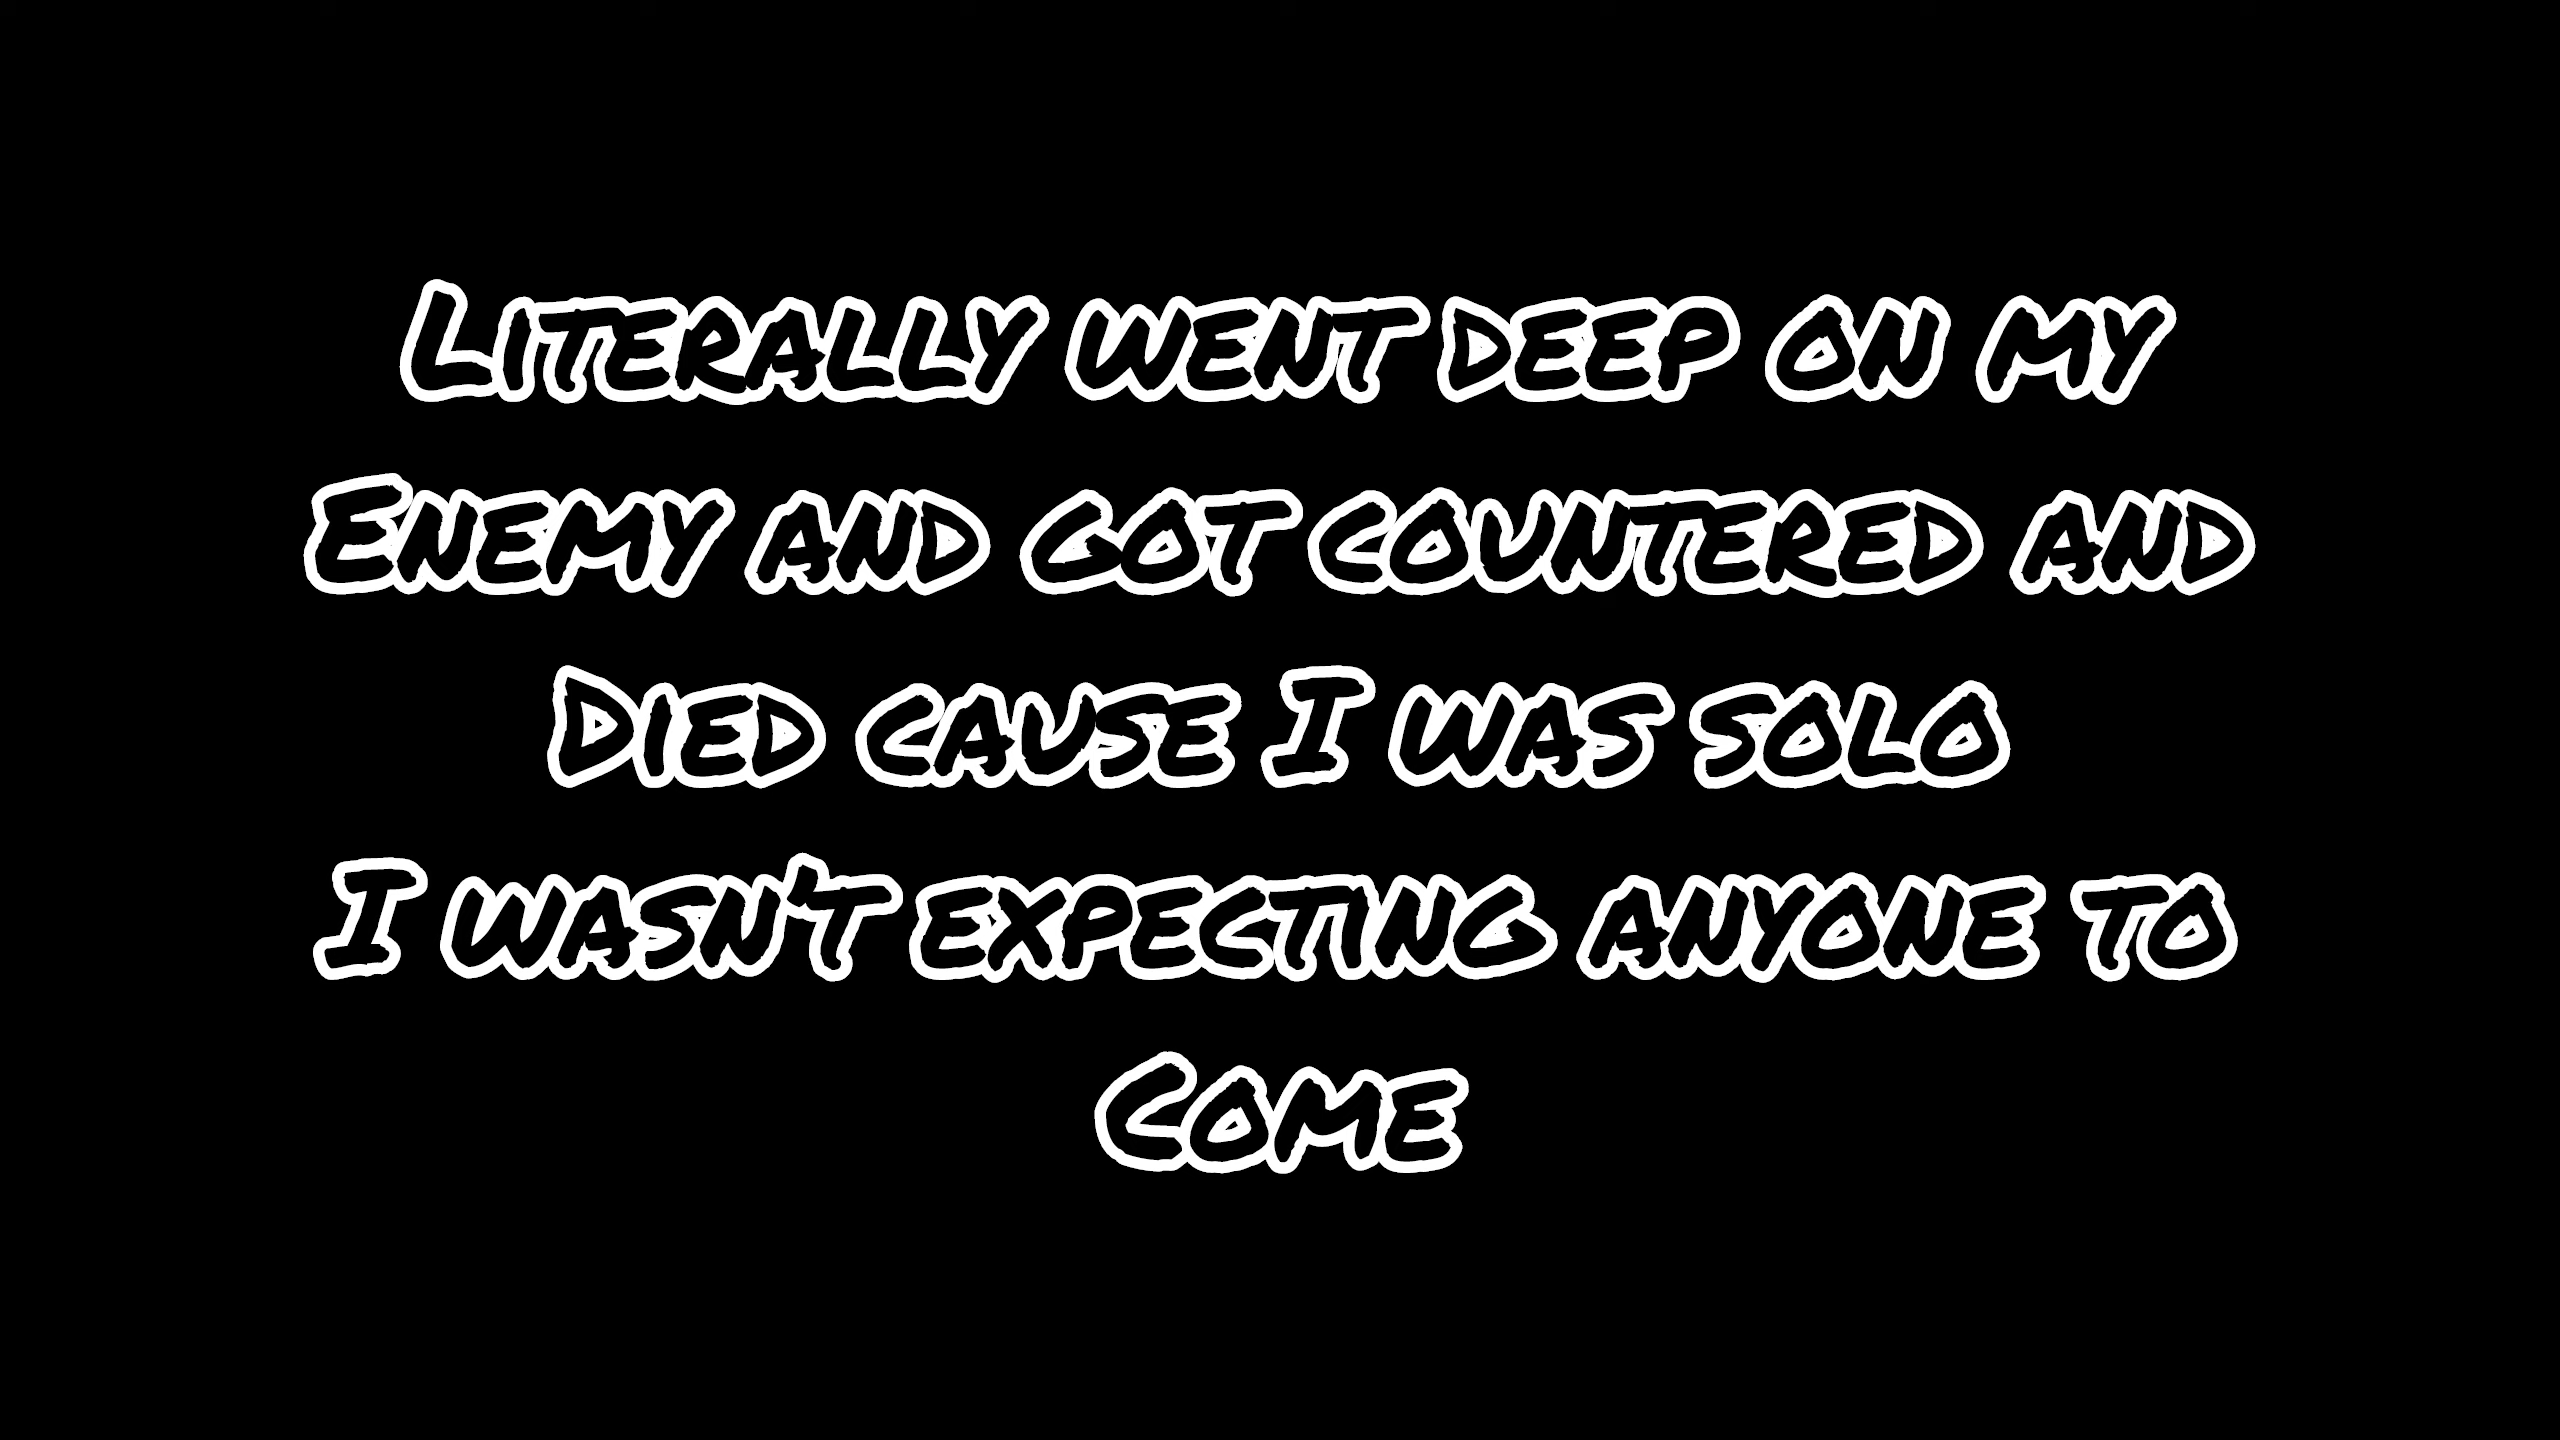 Literally went deep on my
Enemy and got countered and
Died cause I was solo
I wasn't expecting anyone to
Come